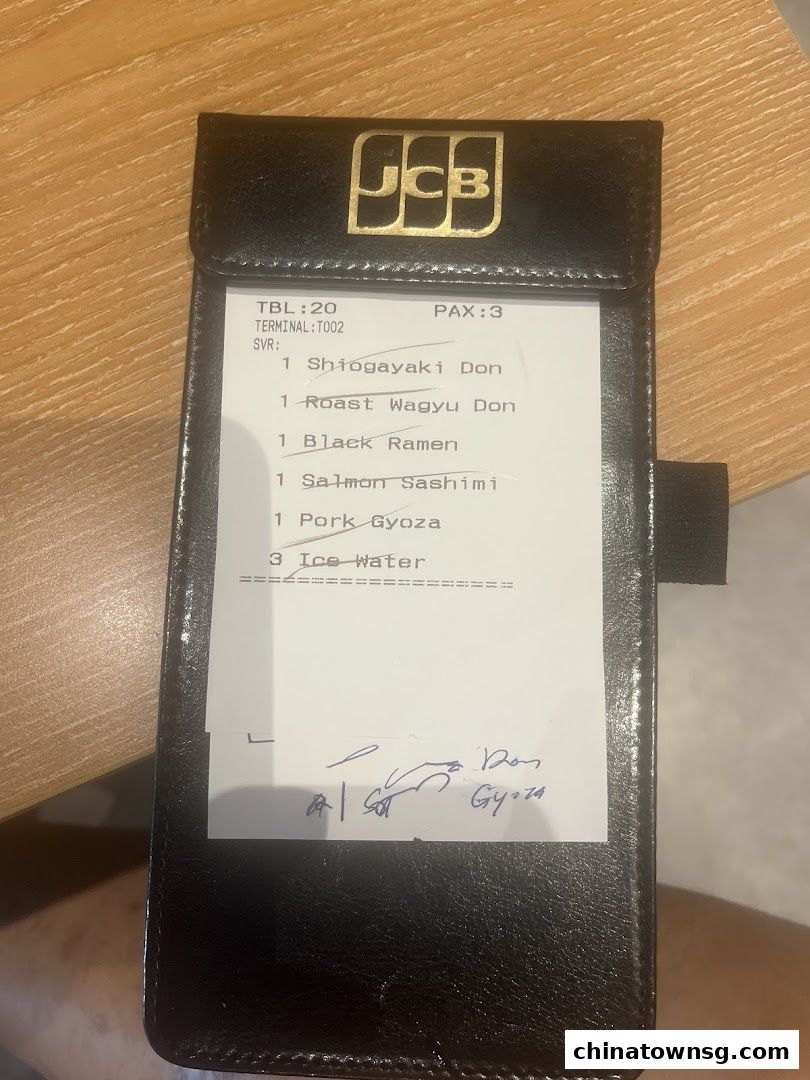 JCB
TBL:20 PAX:3
TERMINAL:T002
SVR:
1 Shiogayaki Don
1 Roast Wagyu Don
1 Black Ramen
1 Salmon Sashimi
1 Pork Gyoza
3 Ice Water
=================================
Don
Gyoza
chinatownsg.com